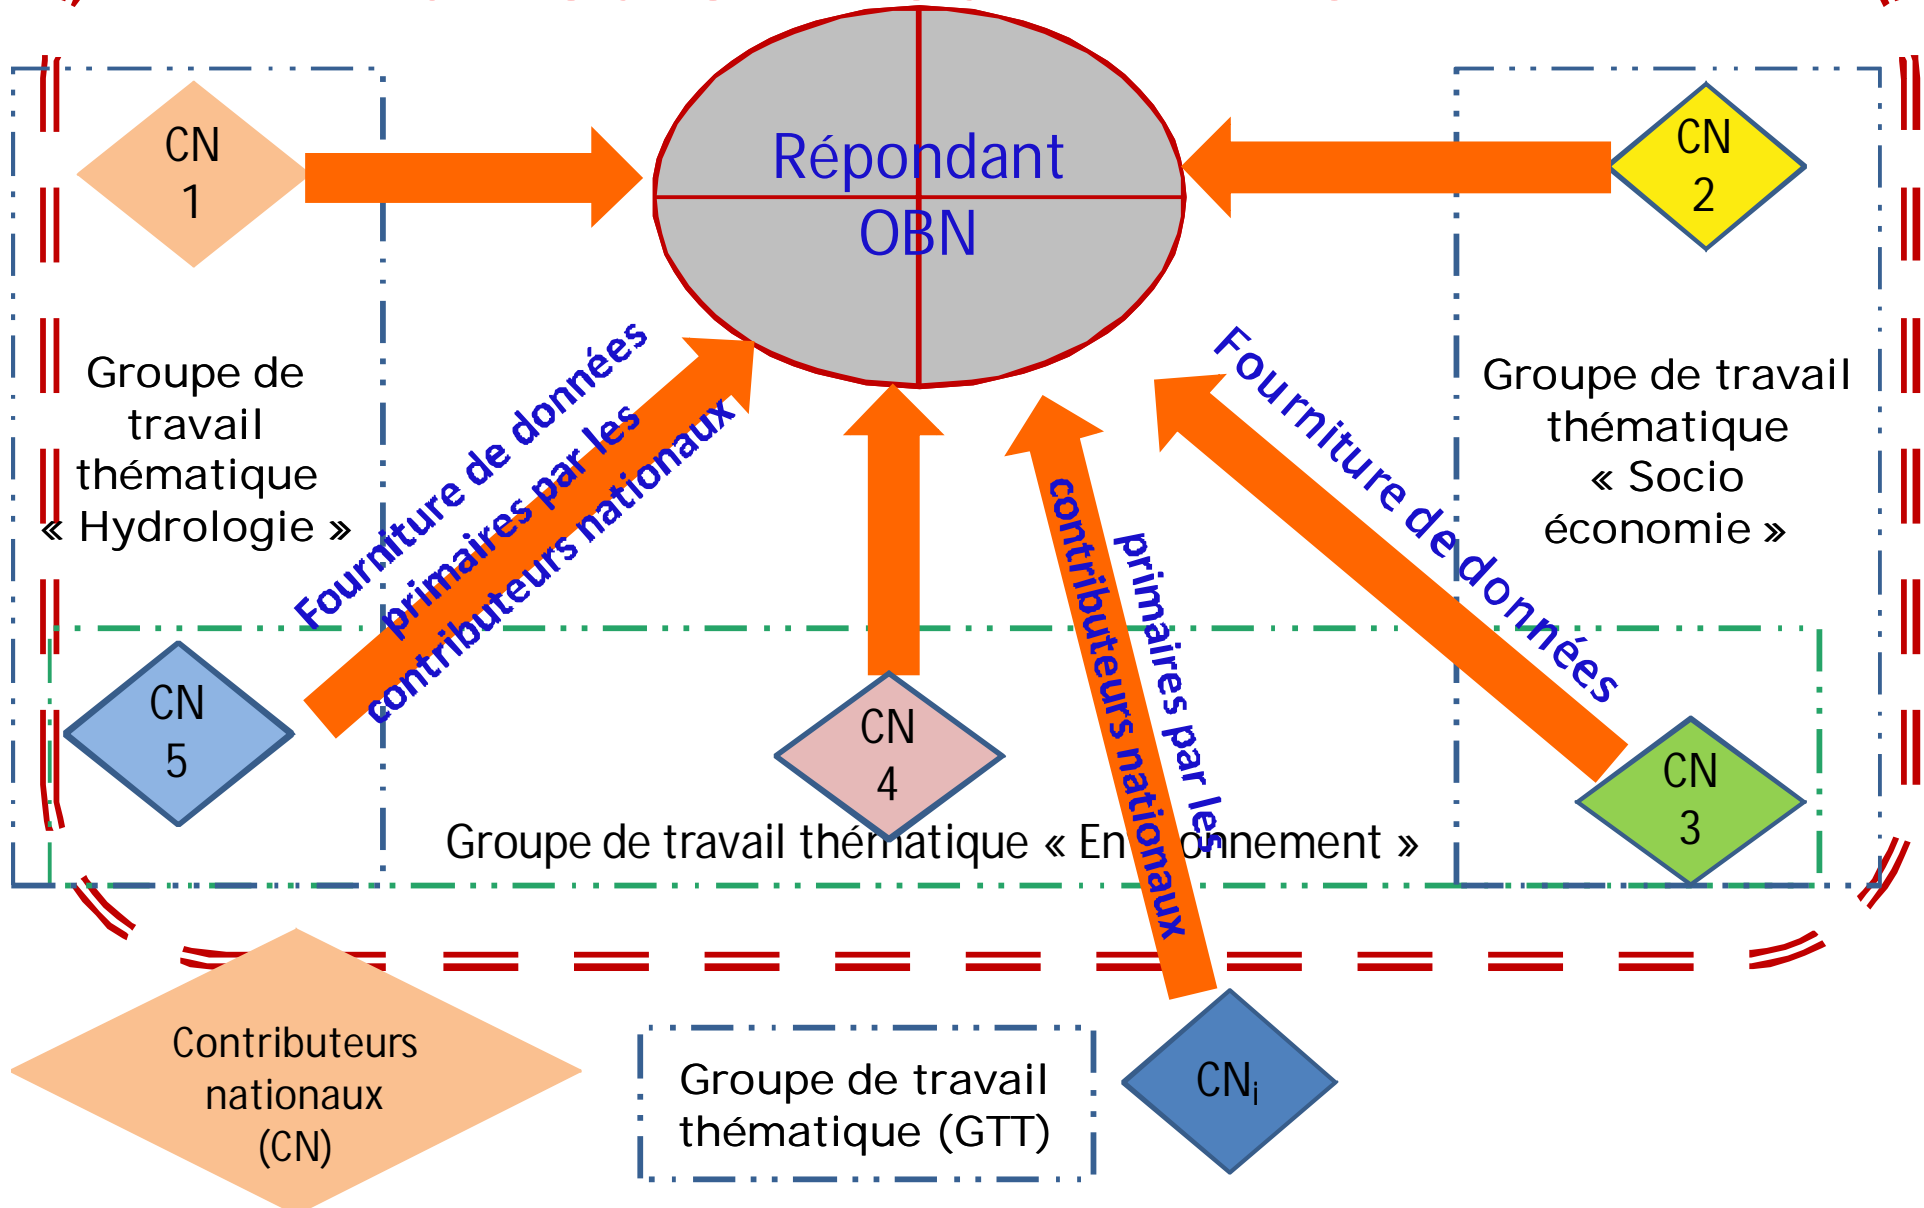 CN
1
Répondant
OBN
CN
2
Groupe de
travail
thématique
« Hydrologie »
Fourniture de données
primaires par les
contributeurs nationaux
Fourniture de données
primaires par les
contributeurs nationaux
Groupe de travail
thématique
« Socio
économie »
CN
5
CN
4
CN
3
Groupe de travail thématique « Environnement »
Contributeurs
nationaux
(CN)
Groupe de travail
thématique (GTT)
CNi